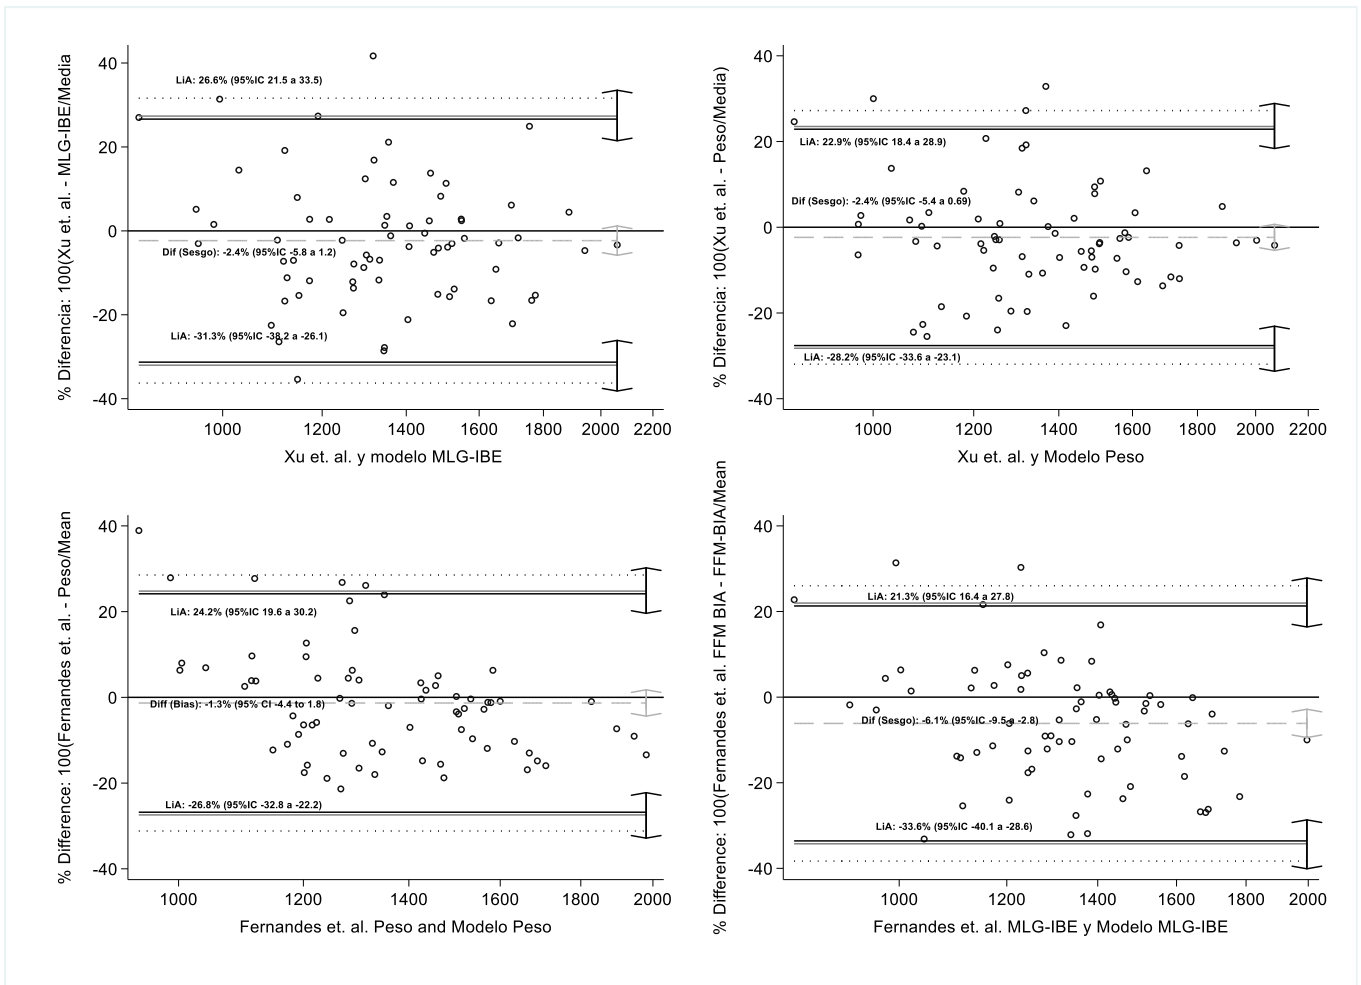 % Diferencia: 100(Xu et. al. - MLG-IBE/Media
40
20
0
-20
-40
LiA: 26.6% (95%IC 21.5 a 33.5)
Dif (Sesgo): -2.4% (95%IC -5.8 a 1.2)
LiA: -31.3% (95%IC -38.2 a -26.1)
1000 1200 1400 1600 1800 2000 2200
Xu et. al. y modelo MLG-IBE
% Diferencia: 100(Xu et. al. - Peso/Media)
40
20
0
-20
-40
LiA: 22.9% (95%IC 18.4 a 28.9)
Dif (Sesgo): -2.4% (95%IC -5.4 a 0.69)
LiA: -28.2% (95%IC -33.6 a -23.1)
1000 1200 1400 1600 1800 2000 2200
Xu et. al. y Modelo Peso
% Difference: 100(Fernandes et. al. - Peso/Mean
40
20
0
-20
-40
LiA: 24.2% (95%IC 19.6 a 30.2)
Diff (Bias): -1.3% (95% CI -4.4 to 1.8)
LiA: -26.8% (95%IC -32.8 a -22.2)
1000 1200 1400 1600 1800 2000
Fernandes et. al. Peso and Modelo Peso
% Difference: 100(Fernandes et. al. FFM BIA - FFM-BIA/Mean
40
20
0
-20
-40
LiA: 21.3% (95%IC 16.4 a 27.8)
Dif (Sesgo): -6.1% (95%IC -9.5 a -2.8)
LiA: -33.6% (95%IC -40.1 a -28.6)
1000 1200 1400 1600 1800 2000
Fernandes et. al. MLG-IBE y Modelo MLG-IBE